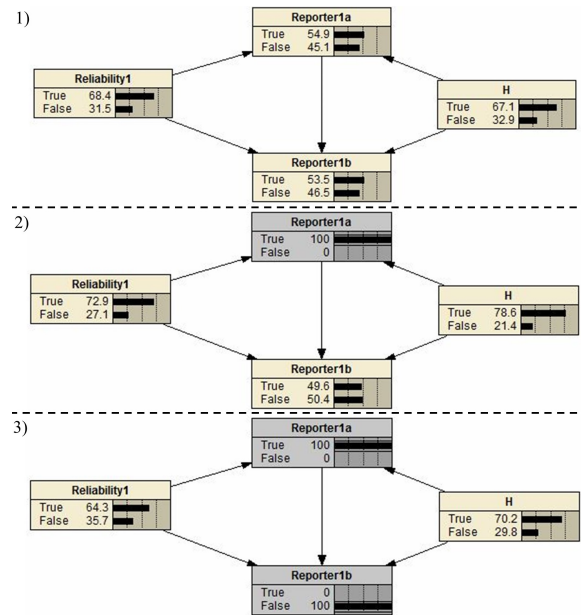 1)
Reporter1a
True 54.9
False 45.1
Reliability1
True 68.4
False 31.5
H
True 67.1
False 32.9
Reporter1b
True 53.5
False 46.5
2)
Reporter1a
True 100
False 0
Reliability1
True 72.9
False 27.1
H
True 78.6
False 21.4
Reporter1b
True 49.6
False 50.4
3)
Reporter1a
True 100
False 0
Reliability1
True 64.3
False 35.7
H
True 70.2
False 29.8
Reporter1b
True 0
False 100